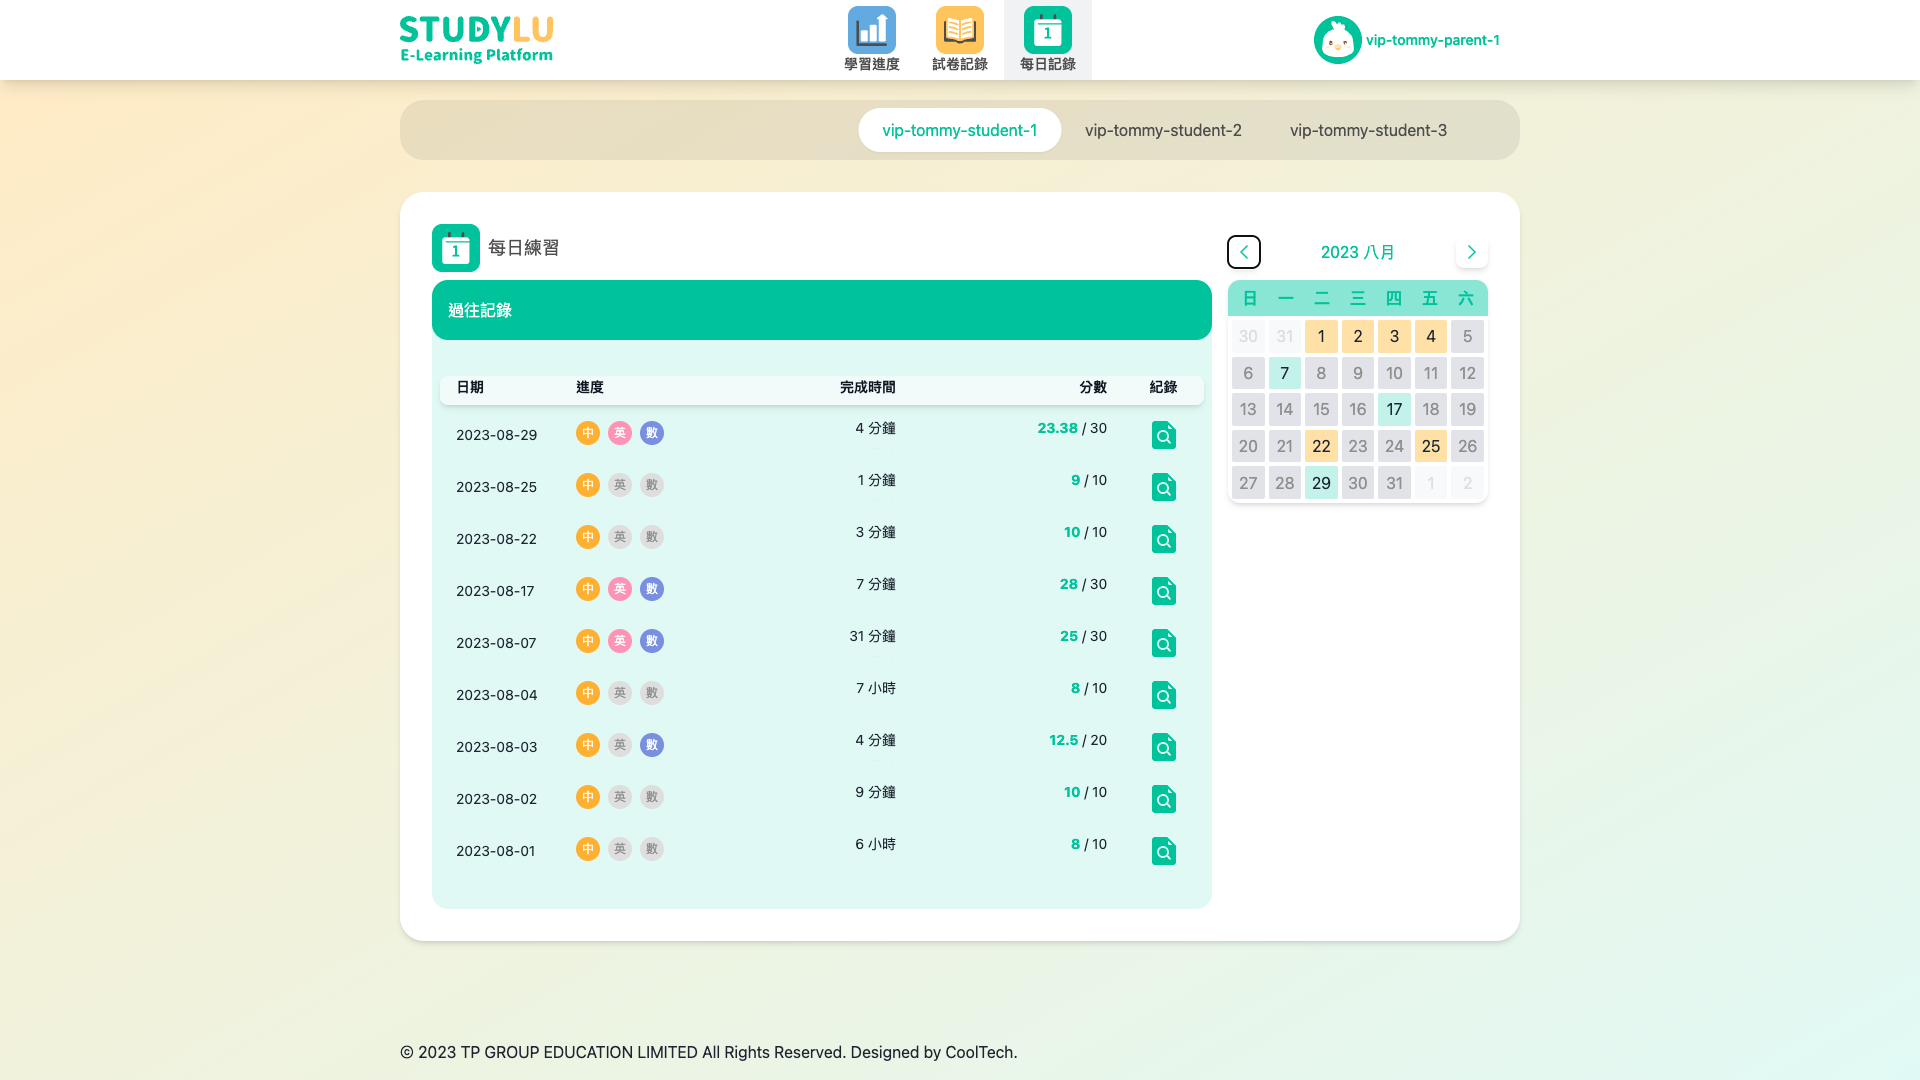 STUDYLU
E-Learning Platform
學習進度
試卷記錄
1
每日記錄
vip-tommy-parent-1
vip-tommy-student-1
vip-tommy-student-2
vip-tommy-student-3
1
每日練習
過往記錄
日期 進度 完成時間 分數 紀錄
2023-08-29 中 英 數 4 分鐘 23.38 / 30
2023-08-25 中 英 數 1 分鐘 9 / 10
2023-08-22 中 英 數 3 分鐘 10 / 10
2023-08-17 中 英 數 7 分鐘 28 / 30
2023-08-07 中 英 數 31 分鐘 25 / 30
2023-08-04 中 英 數 7 小時 8 / 10
2023-08-03 中 英 數 4 分鐘 12.5 / 20
2023-08-02 中 英 數 9 分鐘 10 / 10
2023-08-01 中 英 數 6 小時 8 / 10
2023 八月
日 一 二 三 四 五 六
30 31 1 2 3 4 5
6 7 8 9 10 11 12
13 14 15 16 17 18 19
20 21 22 23 24 25 26
27 28 29 30 31 1 2
© 2023 TP GROUP EDUCATION LIMITED All Rights Reserved. Designed by CoolTech.